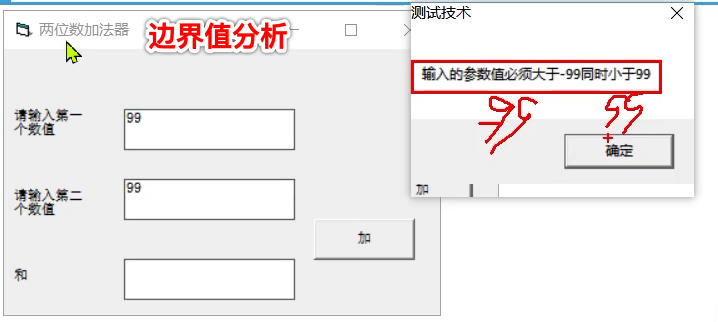 两位数加法器
边界值分析
请输入第一
个数值
99
请输入第二
个数值
99
加
和
测试技术
输入的参数值必须大于-99同时小于99
确定
加